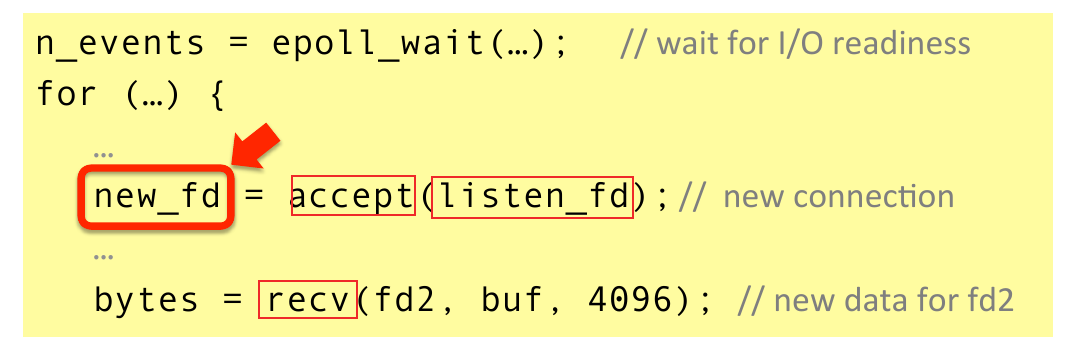 n_events = epoll_wait(…); // wait for I/O readiness
for (…) {
…
new_fd = accept(listen_fd); // new connection
…
bytes = recv(fd2, buf, 4096); // new data for fd2